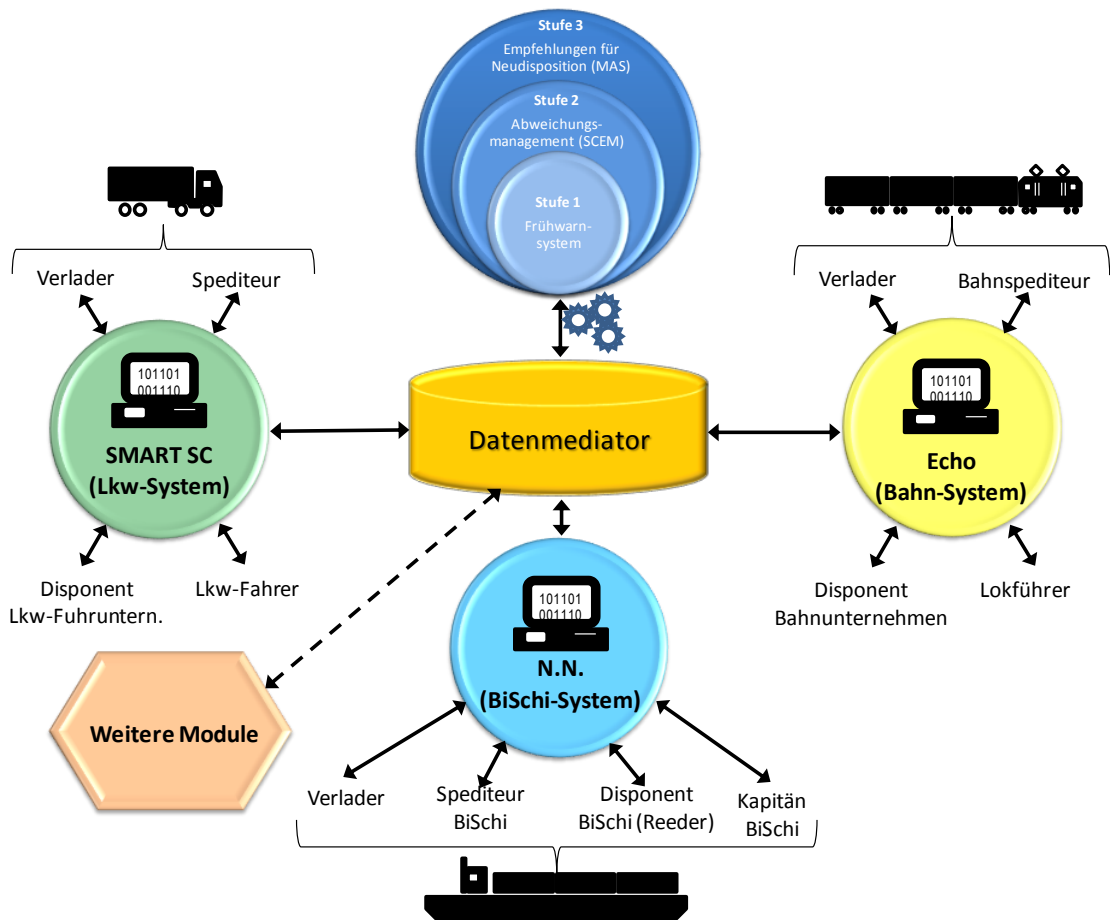 Stufe 3
Empfehlungen für
Neudisposition (MAS)
Stufe 2
Abweichungs-
management (SCEM)
Stufe 1
Frühwarn-
system
Verlader
Spediteur
101101
001110
SMART SC
(Lkw-System)
Disponent
Lkw-Fuhruntern.
Lkw-Fahrer
Datenmediator
Verlader
Bahnspediteur
101101
001110
Echo
(Bahn-System)
Disponent
Bahnunternehmen
Lokführer
101101
001110
N.N.
(BiSchi-System)
Weitere Module
Verlader
Spediteur
BiSchi
Disponent
BiSchi (Reeder)
Kapitän
BiSchi